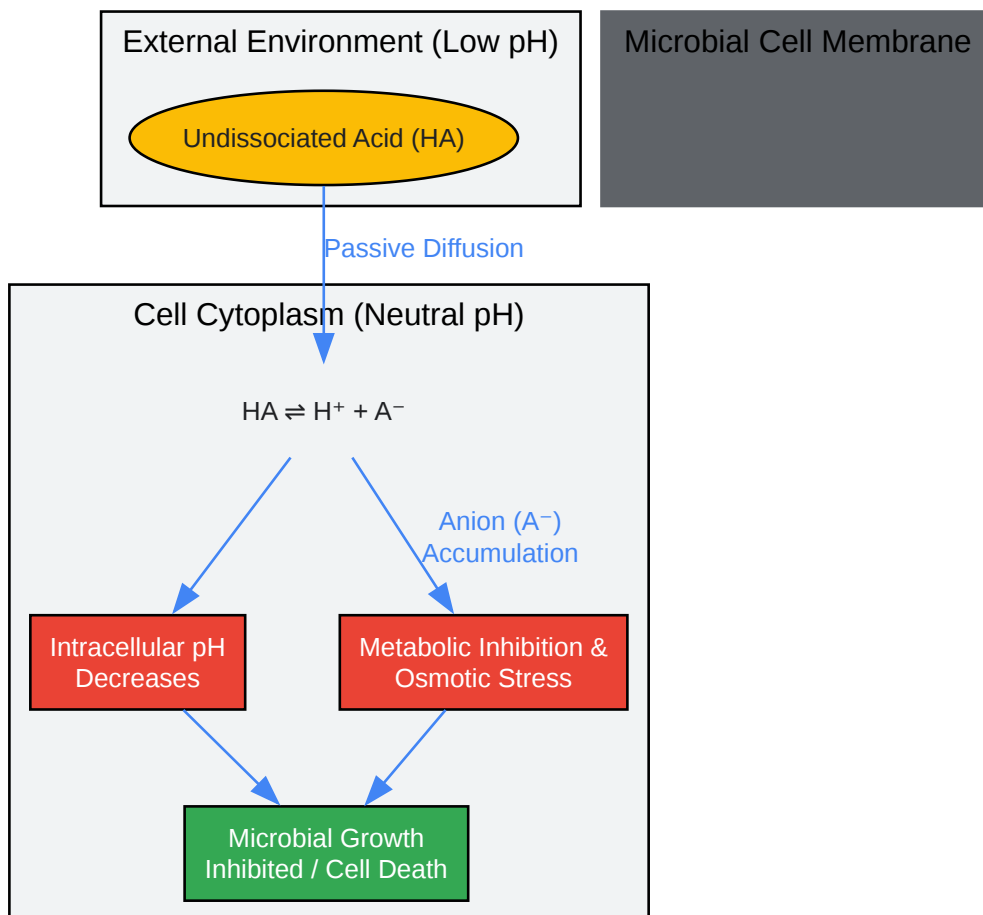 External Environment (Low pH)
Microbial Cell Membrane
Undissociated Acid (HA)
Passive Diffusion
Cell Cytoplasm (Neutral pH)
HA ⇌ H⁺ + A⁻
Anion (A⁻)
Accumulation
Intracellular pH
Decreases
Metabolic Inhibition &
Osmotic Stress
Microbial Growth
Inhibited / Cell Death